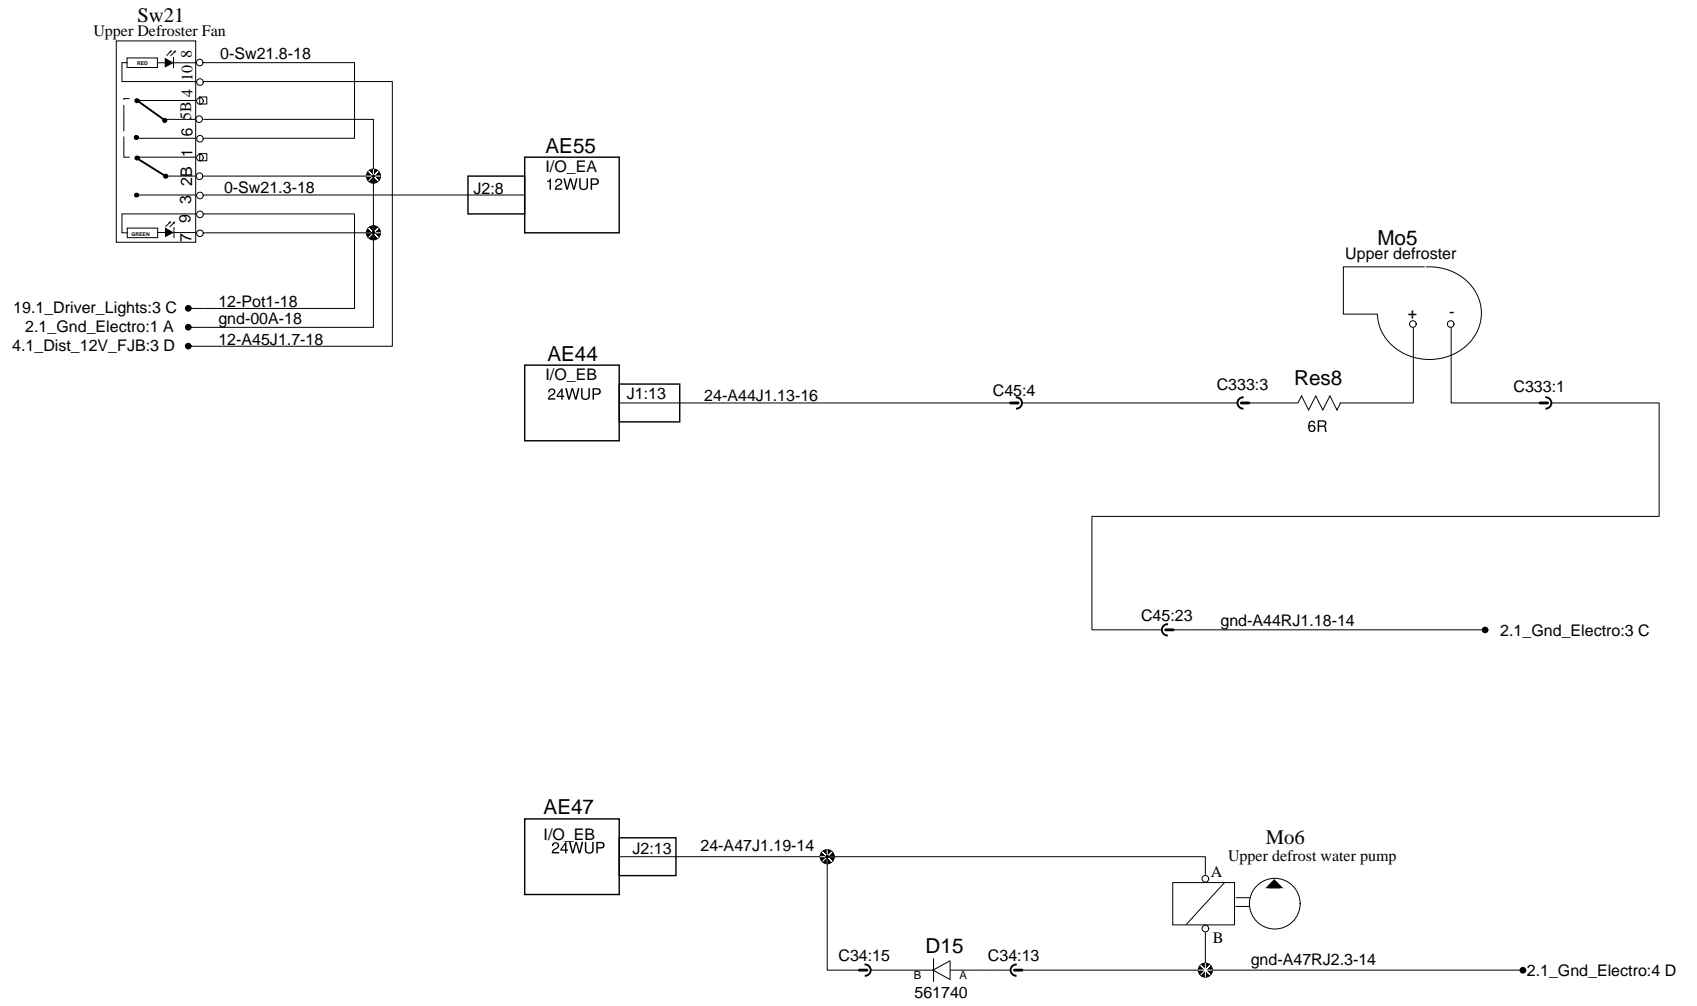 Sw21
Upper Defroster Fan
RED
8
0-Sw21.8-18
10
4
5B
6
1
2B
3
0-Sw21.3-18
9
GREEN
7
AE55
I/O_EA
12WUP
J2:8
19.1_Driver_Lights:3 C
12-Pot1-18
2.1_Gnd_Electro:1 A
gnd-00A-18
4.1_Dist_12V_FJB:3 D
12-A45J1.7-18
Mo5
Upper defroster
+
-
AE44
I/O_EB
24WUP
J1:13
24-A44J1.13-16
C45:4
C333:3
Res8
6R
C333:1
C45:23
gnd-A44RJ1.18-14
2.1_Gnd_Electro:3 C
AE47
I/O_EB
24WUP
J2:13
24-A47J1.19-14
Mo6
Upper defrost water pump
A
B
C34:15
D15
B
A
561740
C34:13
gnd-A47RJ2.3-14
2.1_Gnd_Electro:4 D